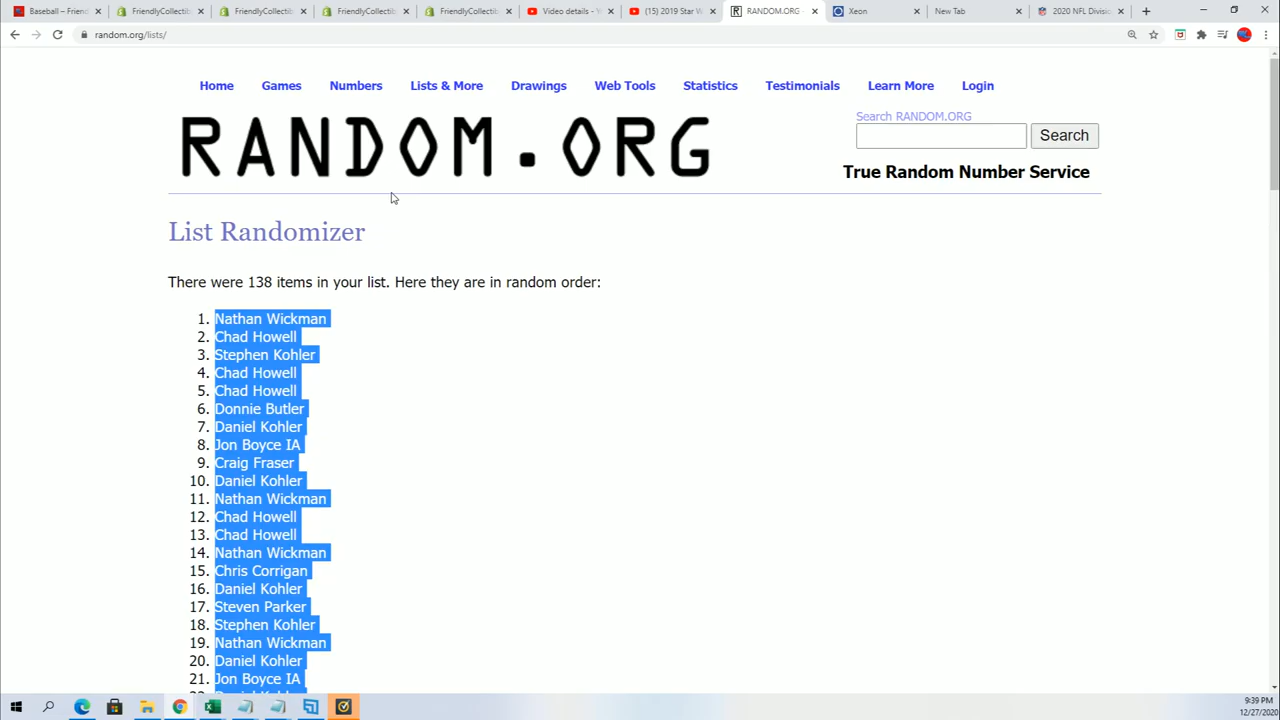 Baseball – Friend
FriendlyCollectib
FriendlyCollectib
FriendlyCollectib
FriendlyCollectib
Video details - Y
(15) 2019 Star W
RANDOM.ORG -
Xeon
New Tab
2020 NFL Divisi
random.org/lists/
Home Games Numbers Lists & More Drawings Web Tools Statistics Testimonials Learn More Login
RANDOM.ORG
Search RANDOM.ORG
Search
True Random Number Service
List Randomizer
There were 138 items in your list. Here they are in random order:
1. Nathan Wickman
2. Chad Howell
3. Stephen Kohler
4. Chad Howell
5. Chad Howell
6. Donnie Butler
7. Daniel Kohler
8. Jon Boyce IA
9. Craig Fraser
10. Daniel Kohler
11. Nathan Wickman
12. Chad Howell
13. Chad Howell
14. Nathan Wickman
15. Chris Corrigan
16. Daniel Kohler
17. Steven Parker
18. Stephen Kohler
19. Nathan Wickman
20. Daniel Kohler
21. Jon Boyce IA
9:39 PM
12/27/2020